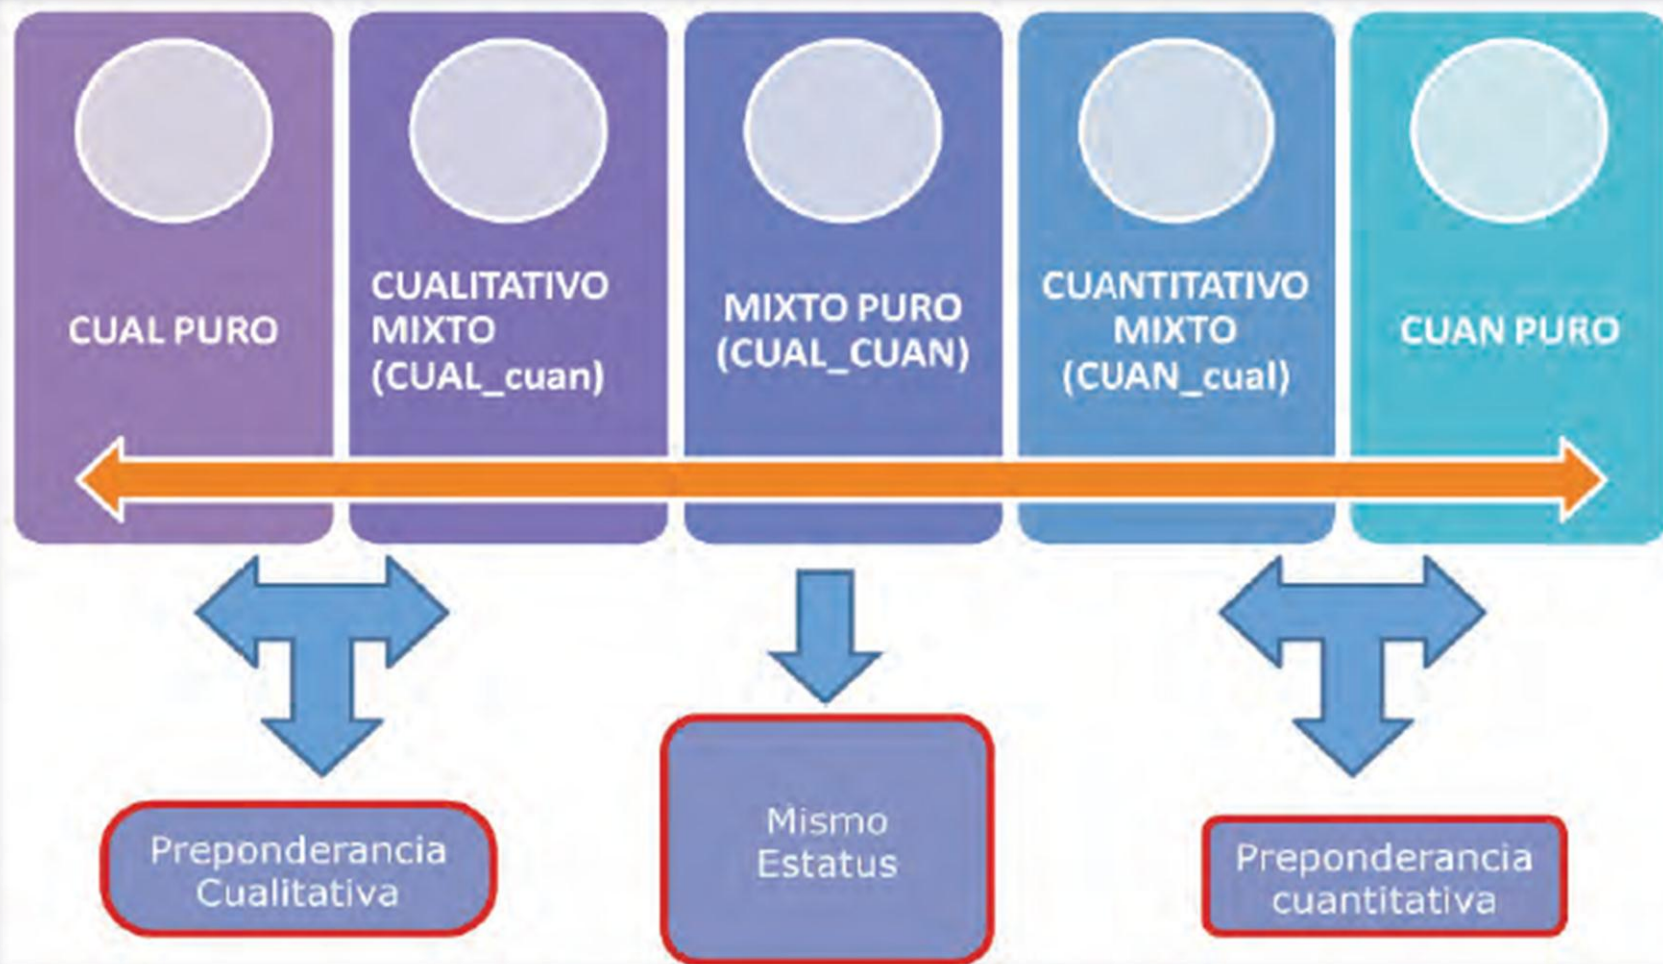 CUAL PURO
CUALITATIVO
MIXTO
(CUAL_cuan)
MIXTO PURO
(CUAL_CUAN)
CUANTITATIVO
MIXTO
(CUAN_cual)
CUAN PURO
Preponderancia
Cualitativa
Mismo
Estatus
Preponderancia
cuantitativa